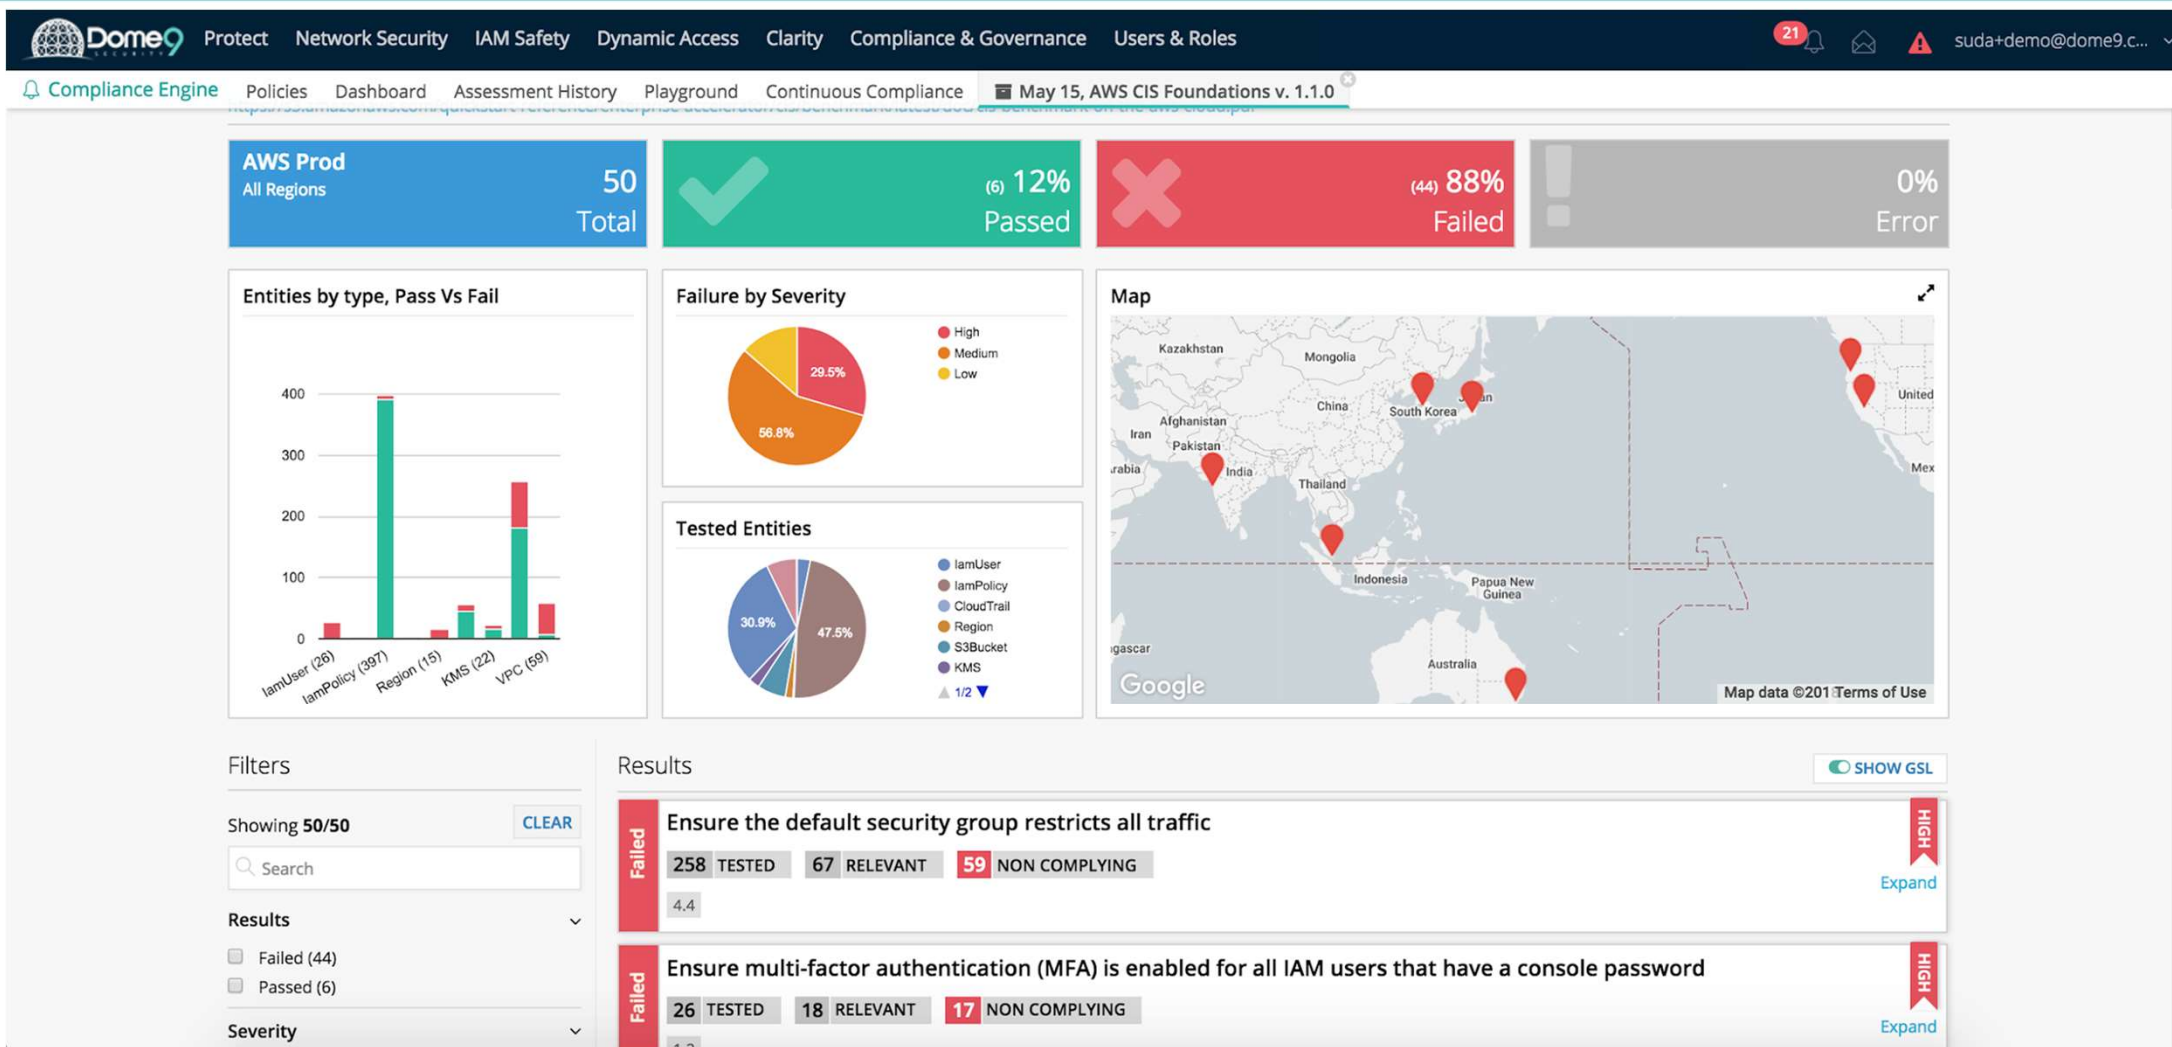 Dome9 Protect Network Security IAM Safety Dynamic Access Clarity Compliance & Governance Users & Roles 21 suda+demo@dome9.c...
SECURITY
Compliance Engine Policies Dashboard Assessment History Playground Continuous Compliance May 15, AWS CIS Foundations v. 1.1.0
AWS Prod
All Regions
50
Total
(6) 12%
Passed
(44) 88%
Failed
0%
Error
Entities by type, Pass Vs Fail
400
300
200
100
0
IamUser (26)
IamPolicy (397)
Region (15)
KMS (22)
VPC (59)
Failure by Severity
29.5%
56.8%
High
Medium
Low
Tested Entities
30.9%
47.5%
IamUser
IamPolicy
CloudTrail
Region
S3Bucket
KMS
1/2
Map
Kazakhstan
Mongolia
China
South Korea
Afghanistan
Iran
Pakistan
India
Thailand
Indonesia
Papua New
Guinea
Australia
United
Mex
rabia
gascar
Google
Map data ©201 Terms of Use
Filters
Showing 50/50
CLEAR
Search
Results
Failed (44)
Passed (6)
Severity
Results
SHOW GSL
Failed
Ensure the default security group restricts all traffic
258 TESTED 67 RELEVANT 59 NON COMPLYING
4.4
HIGH
Expand
Failed
Ensure multi-factor authentication (MFA) is enabled for all IAM users that have a console password
26 TESTED 18 RELEVANT 17 NON COMPLYING
HIGH
Expand